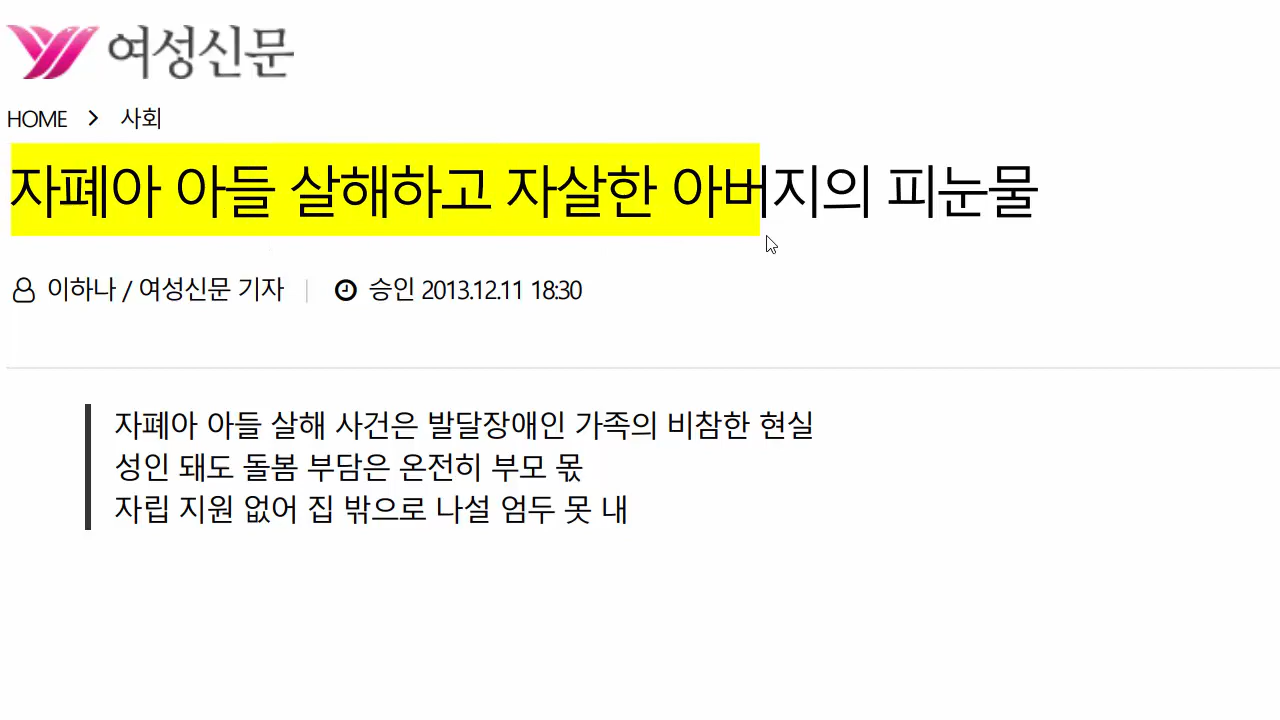 여성신문
HOME > 사회
자폐아 아들 살해하고 자살한 아버지의 피눈물
이하나 / 여성신문 기자 | 승인 2013.12.11 18:30
자폐아 아들 살해 사건은 발달장애인 가족의 비참한 현실
성인 돼도 돌봄 부담은 온전히 부모 몫
자립 지원 없어 집 밖으로 나설 엄두 못 내